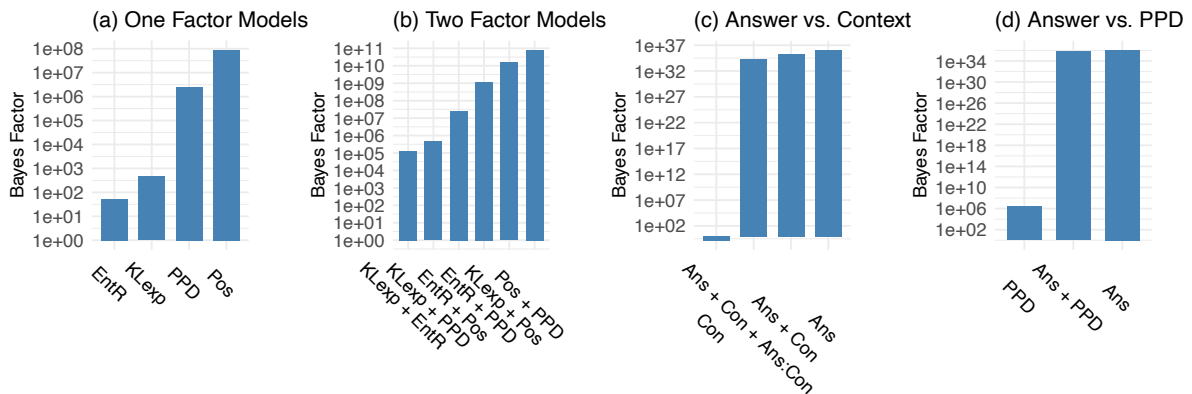 (a) One Factor Models
Bayes Factor
1e+08
1e+07
1e+06
1e+05
1e+04
1e+03
1e+02
1e+01
1e+00
EntR
KLexp
PPD
Pos
(b) Two Factor Models
Bayes Factor
1e+11
1e+10
1e+09
1e+08
1e+07
1e+06
1e+05
1e+04
1e+03
1e+02
1e+01
1e+00
KLexp + EntR
KLexp + PPD
EntR + Pos
EntR + PPD
KLexp + Pos
Pos + PPD
(c) Answer vs. Context
Bayes Factor
1e+37
1e+32
1e+27
1e+22
1e+17
1e+12
1e+07
1e+02
Con
Ans + Con + Ans:Con
Ans + Con
Ans
(d) Answer vs. PPD
Bayes Factor
1e+34
1e+30
1e+26
1e+22
1e+18
1e+14
1e+10
1e+06
1e+02
PPD
Ans + PPD
Ans